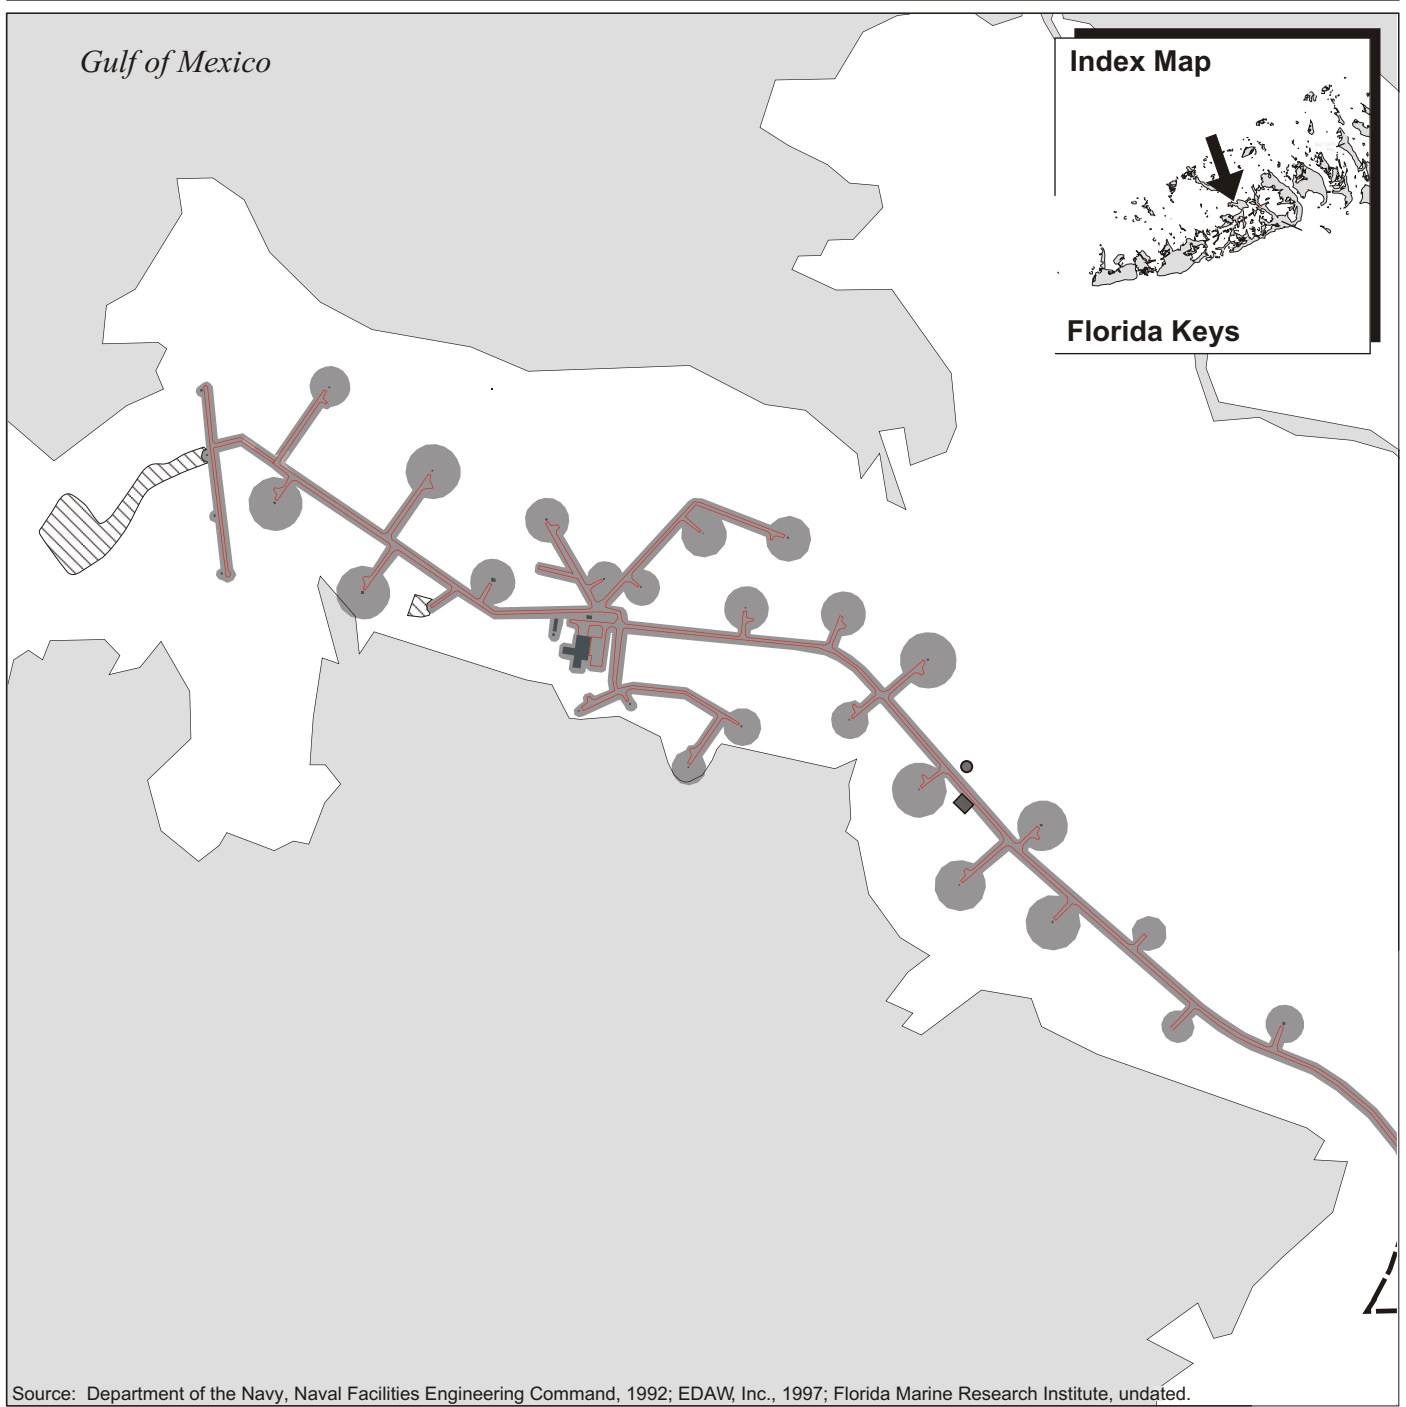 Gulf of Mexico
Index Map
Florida Keys
Source: Department of the Navy, Naval Facilities Engineering Command, 1992; EDAW, Inc., 1997; Florida Marine Research Institute, undated.